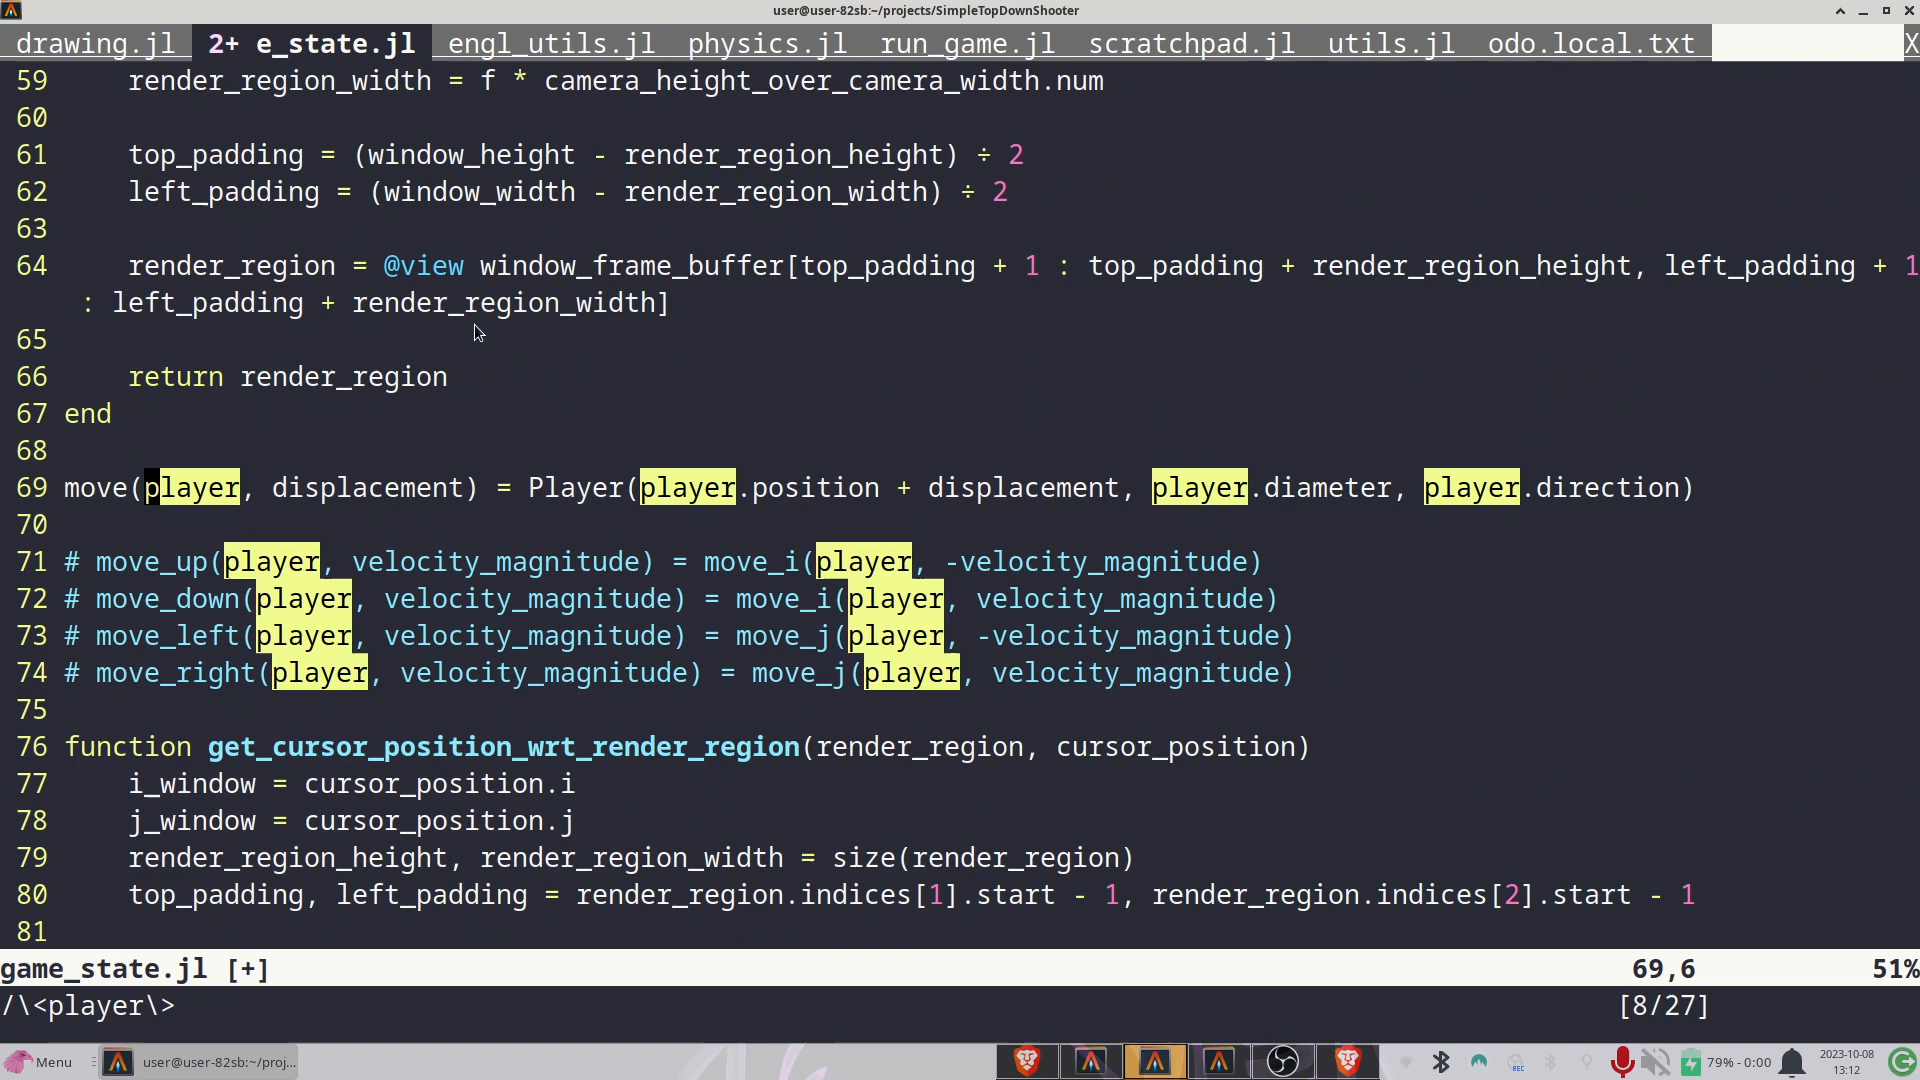 user@user-82sb:~/projects/SimpleTopDownShooter
drawing.jl 2+ e_state.jl engl_utils.jl physics.jl run_game.jl scratchpad.jl utils.jl odo.local.txt X
59     render_region_width = f * camera_height_over_camera_width.num
60
61     top_padding = (window_height - render_region_height) ÷ 2
62     left_padding = (window_width - render_region_width) ÷ 2
63
64     render_region = @view window_frame_buffer[top_padding + 1 : top_padding + render_region_height, left_padding + 1
 : left_padding + render_region_width]
65
66     return render_region
67 end
68
69 move(player, displacement) = Player(player.position + displacement, player.diameter, player.direction)
70
71 # move_up(player, velocity_magnitude) = move_i(player, -velocity_magnitude)
72 # move_down(player, velocity_magnitude) = move_i(player, velocity_magnitude)
73 # move_left(player, velocity_magnitude) = move_j(player, -velocity_magnitude)
74 # move_right(player, velocity_magnitude) = move_j(player, velocity_magnitude)
75
76 function get_cursor_position_wrt_render_region(render_region, cursor_position)
77     i_window = cursor_position.i
78     j_window = cursor_position.j
79     render_region_height, render_region_width = size(render_region)
80     top_padding, left_padding = render_region.indices[1].start - 1, render_region.indices[2].start - 1
81
game_state.jl [+] 69,6 51%
/\<player\> [8/27]
Menu user@user-82sb:~/proj... REC 79% - 0:00 2023-10-08
13:12